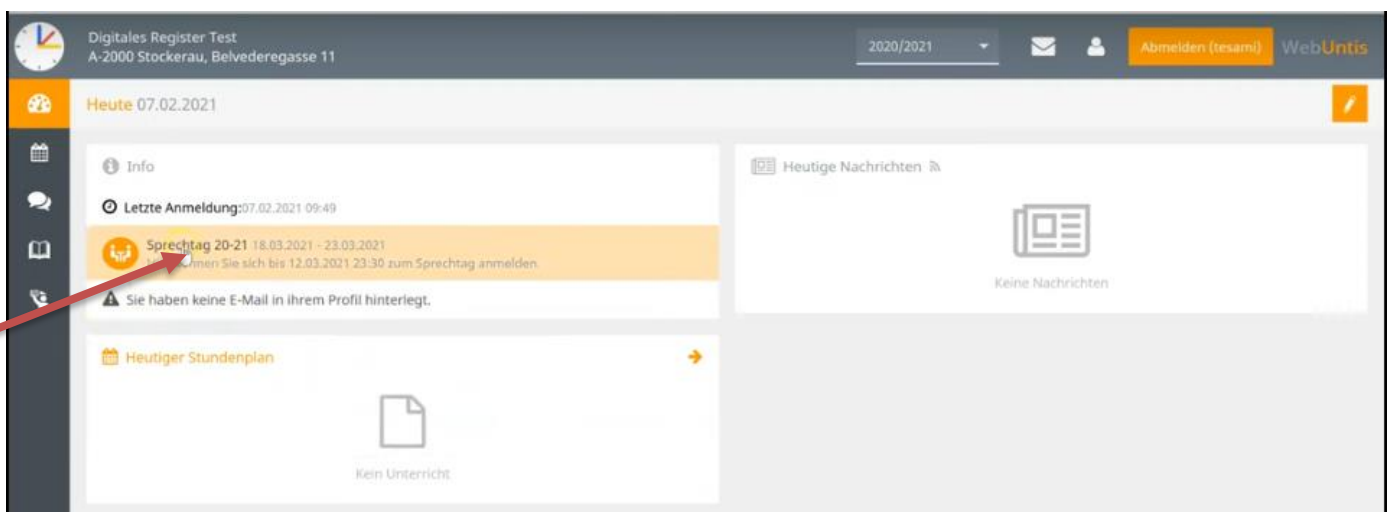 Digitales Register Test
A-2000 Stockerau, Belvederegasse 11
2020/2021
Abmelden (tesami)
WebUntis
Heute 07.02.2021
Info
Letzte Anmeldung:07.02.2021 09:49
Sprechtag 20-21 18.03.2021 - 23.03.2021
Sie sich bis 12.03.2021 23:30 zum Sprechtag anmelden.
Sie haben keine E-Mail in ihrem Profil hinterlegt.
Heutige Nachrichten
Keine Nachrichten
Heutiger Stundenplan
Kein Unterricht